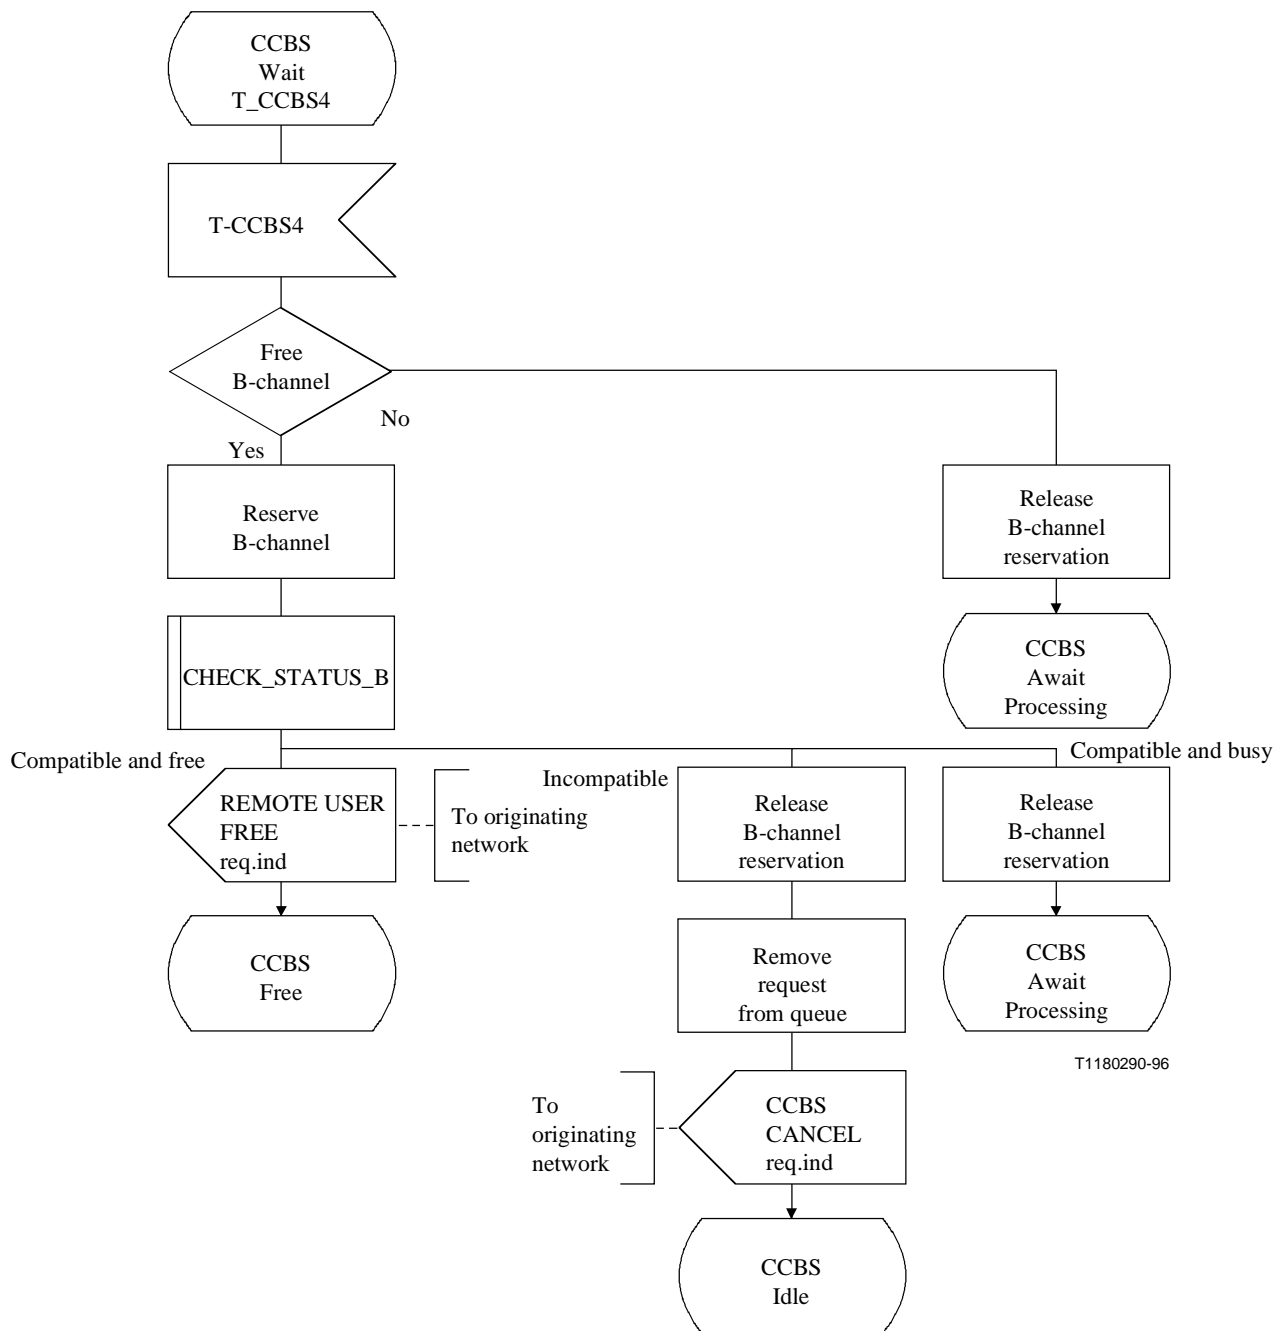 CCBS
Wait
T_CCBS4
T-CCBS4
Free
B-channel
No
Yes
Reserve
B-channel
Release
B-channel
reservation
CHECK_STATUS_B
CCBS
Await
Processing
Compatible and free
Incompatible
Compatible and busy
REMOTE USER
FREE
req.ind
To originating
network
Release
B-channel
reservation
Release
B-channel
reservation
CCBS
Free
Remove
request
from queue
CCBS
Await
Processing
T1180290-96
To
originating
network
CCBS
CANCEL
req.ind
CCBS
Idle